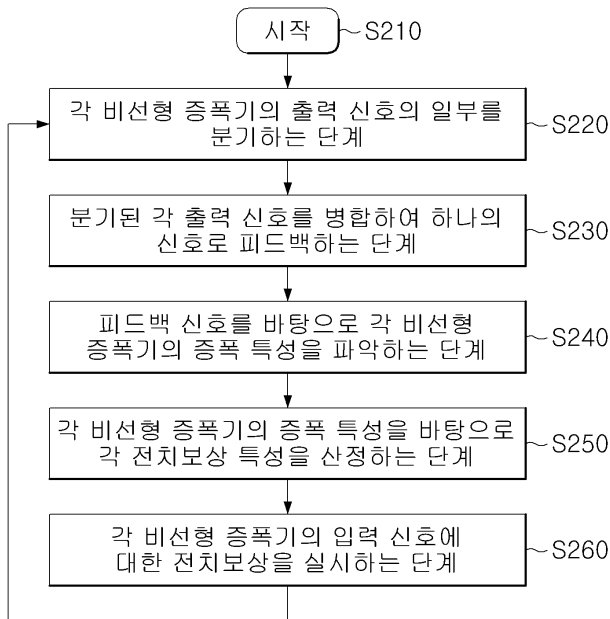 시작
S210
각 비선형 증폭기의 출력 신호의 일부를
분기하는 단계
S220
분기된 각 출력 신호를 병합하여 하나의
신호로 피드백하는 단계
S230
피드백 신호를 바탕으로 각 비선형
증폭기의 증폭 특성을 파악하는 단계
S240
각 비선형 증폭기의 증폭 특성을 바탕으로
각 전치보상 특성을 산정하는 단계
S250
각 비선형 증폭기의 입력 신호에
대한 전치보상을 실시하는 단계
S260